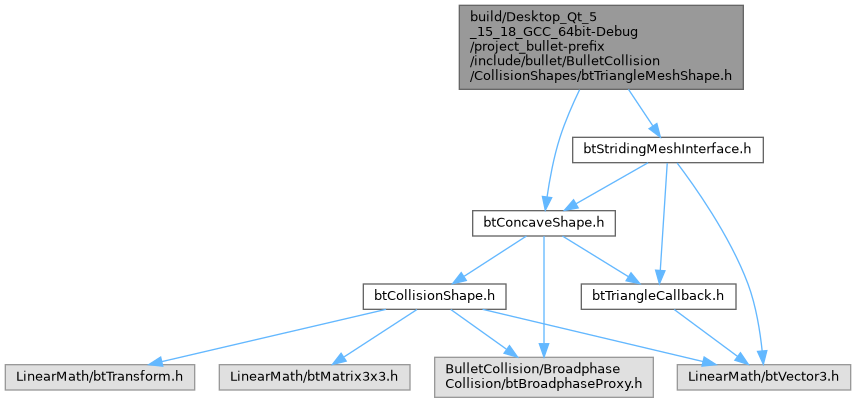 build/Desktop_Qt_5
_15_18_GCC_64bit-Debug
/project_bullet-prefix
/include/bullet/BulletCollision
/CollisionShapes/btTriangleMeshShape.h
btStridingMeshInterface.h
btConcaveShape.h
btCollisionShape.h
btTriangleCallback.h
LinearMath/btTransform.h
LinearMath/btMatrix3x3.h
BulletCollision/Broadphase
Collision/btBroadphaseProxy.h
LinearMath/btVector3.h